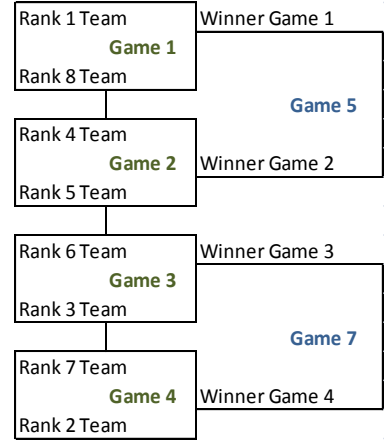 Rank 1 Team
Winner Game 1
Game 1
Rank 8 Team
Game 5
Rank 4 Team
Game 2
Winner Game 2
Rank 5 Team
Rank 6 Team
Winner Game 3
Game 3
Rank 3 Team
Game 7
Rank 7 Team
Game 4
Winner Game 4
Rank 2 Team